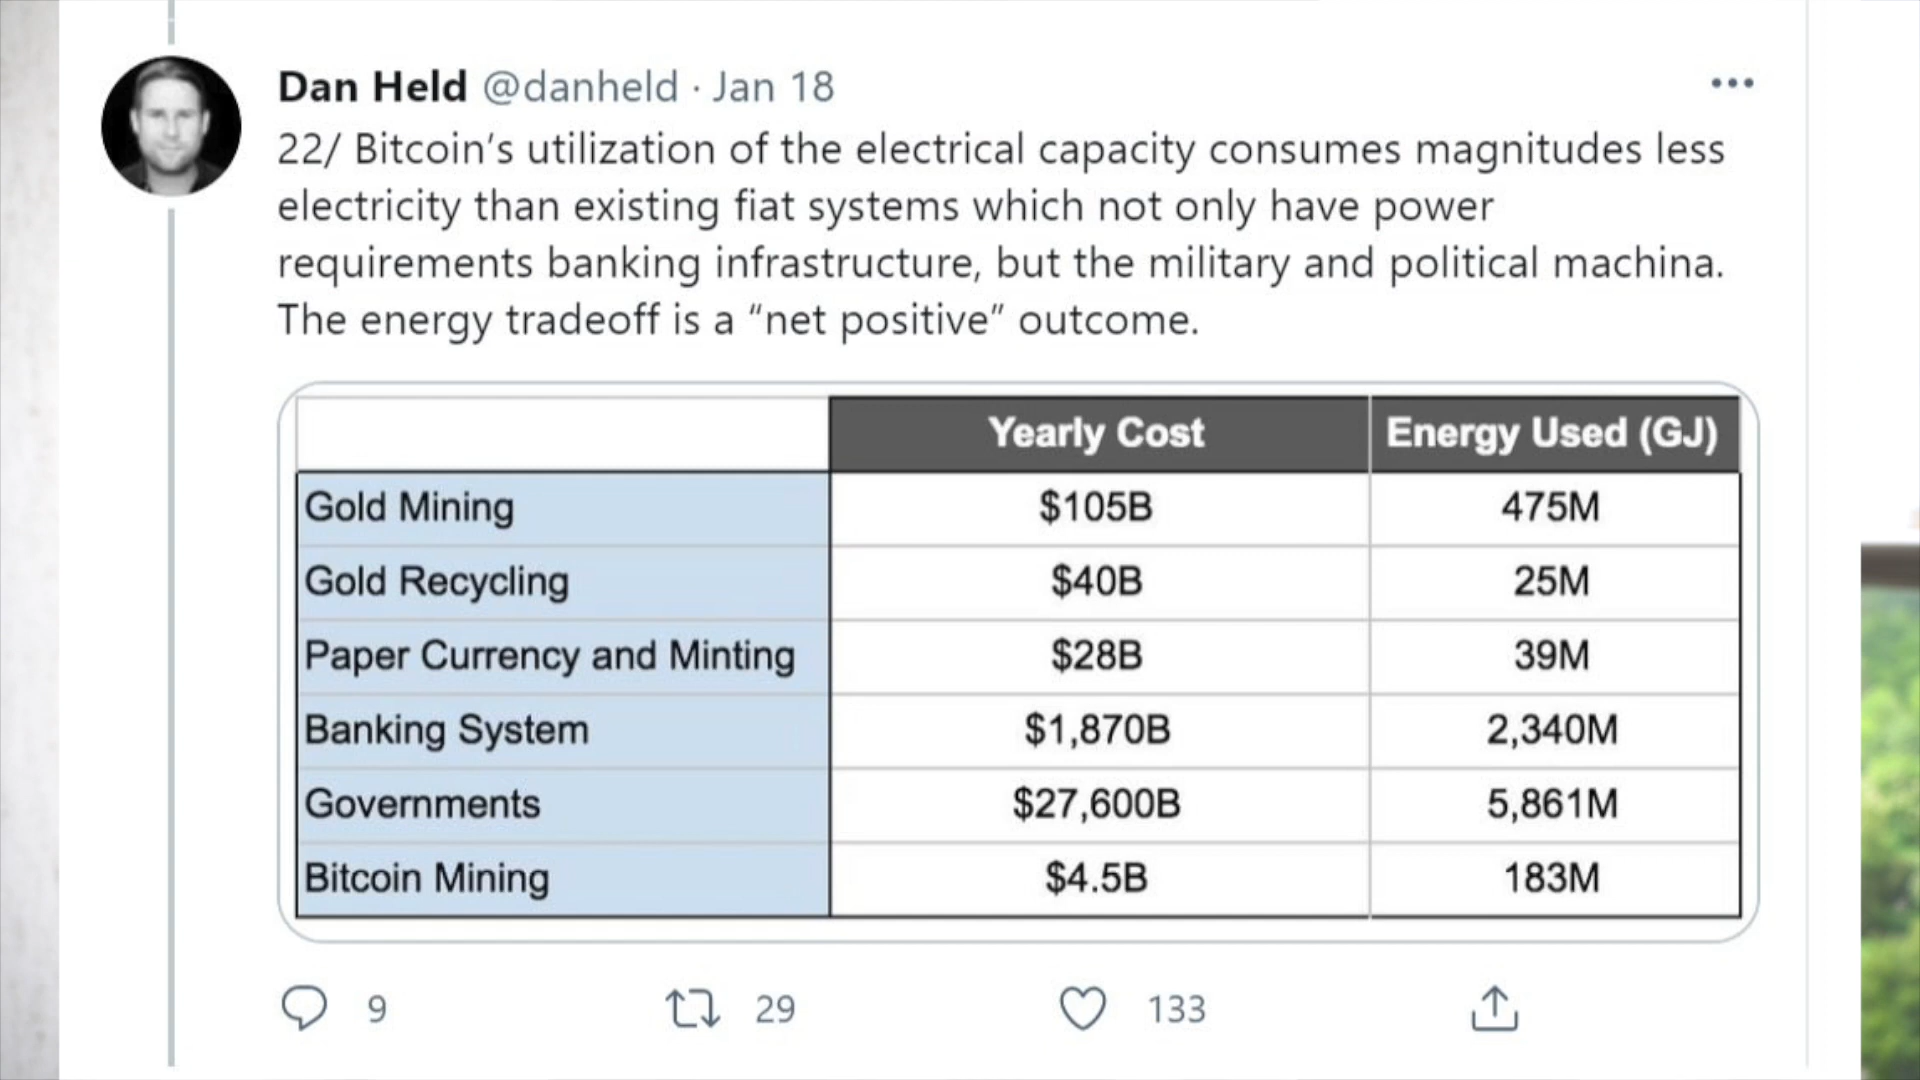 Dan Held @danheld · Jan 18
22/ Bitcoin’s utilization of the electrical capacity consumes magnitudes less
electricity than existing fiat systems which not only have power
requirements banking infrastructure, but the military and political machina.
The energy tradeoff is a “net positive” outcome.
Yearly Cost Energy Used (GJ)
Gold Mining $105B 475M
Gold Recycling $40B 25M
Paper Currency and Minting $28B 39M
Banking System $1,870B 2,340M
Governments $27,600B 5,861M
Bitcoin Mining $4.5B 183M
9 29 133